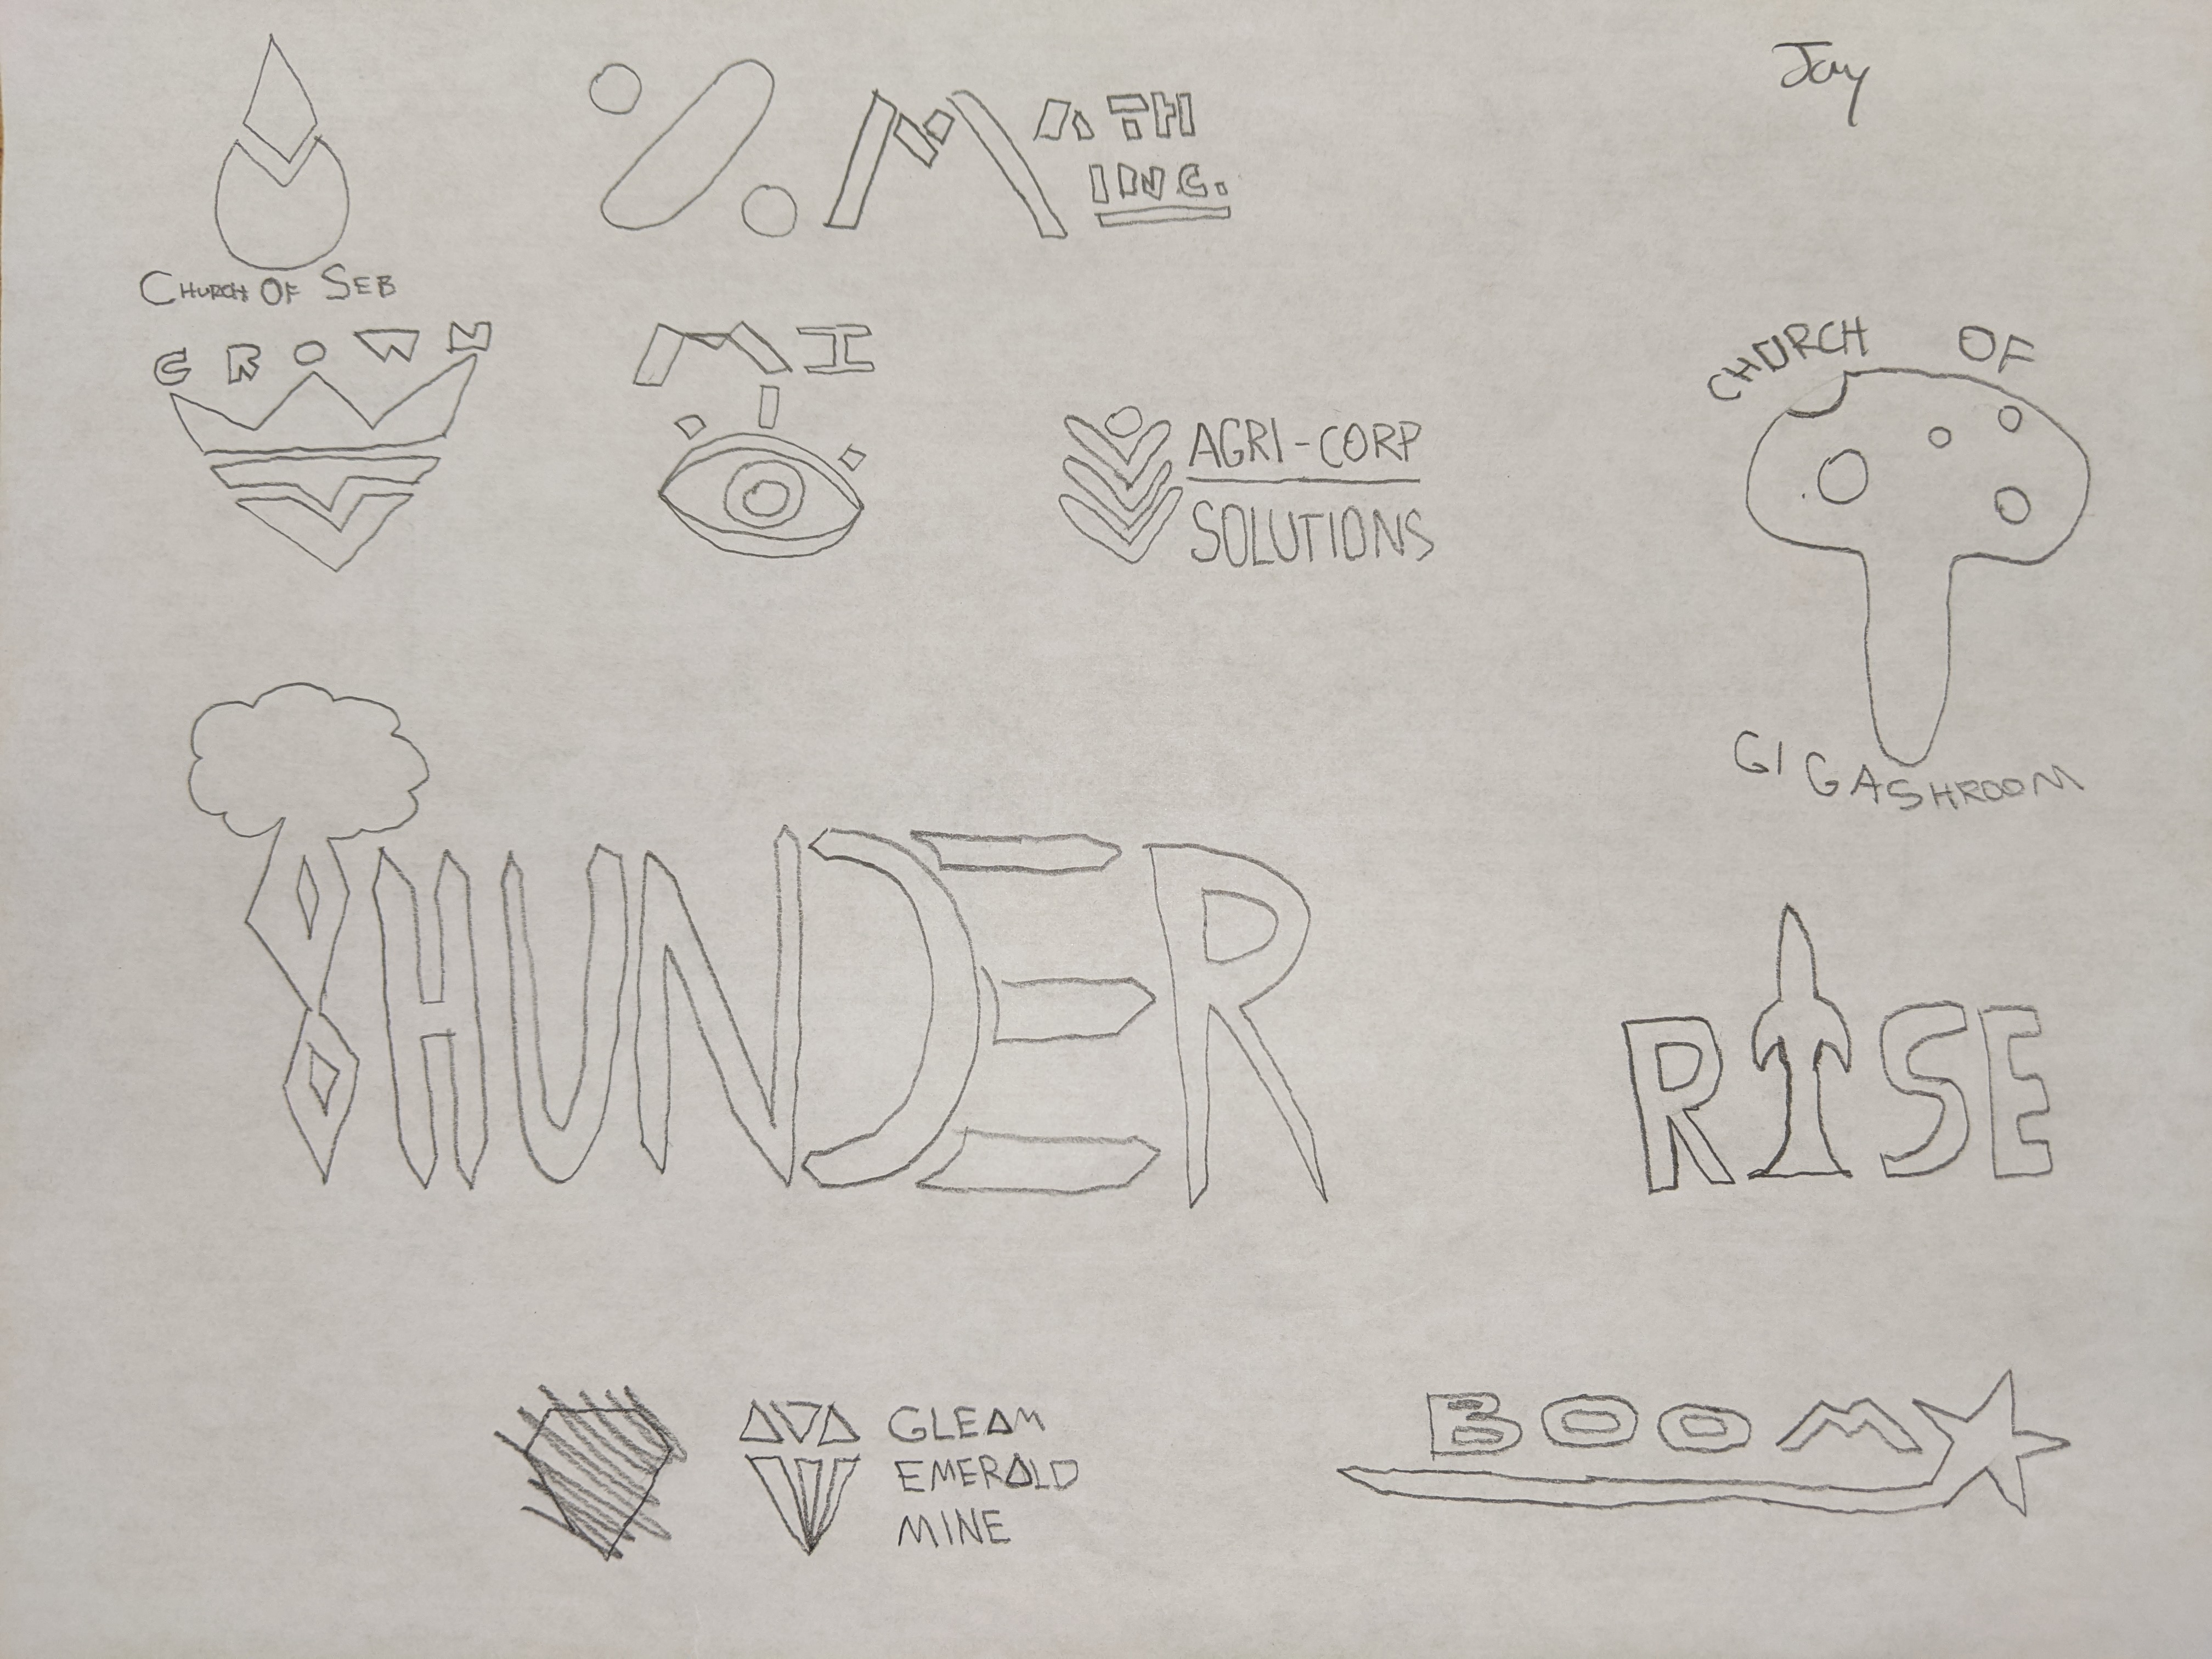 Jay
MATH
INC.
CHURCH OF SEB
CROWN
MI
CHURCH OF
AGRI-CORP
SOLUTIONS
GIGASHROOM
THUNDER
RISE
BOOM
GLEAM
EMERALD
MINE